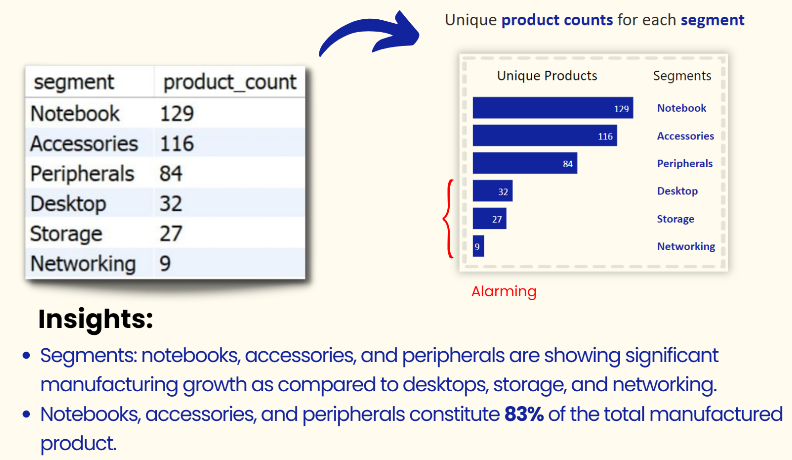 Unique product counts for each segment
segment product_count
Notebook 129
Accessories 116
Peripherals 84
Desktop 32
Storage 27
Networking 9
Unique Products Segments
129 Notebook
116 Accessories
84 Peripherals
32 Desktop
27 Storage
9 Networking
Alarming
Insights:
• Segments: notebooks, accessories, and peripherals are showing significant
manufacturing growth as compared to desktops, storage, and networking.
• Notebooks, accessories, and peripherals constitute 83% of the total manufactured
product.